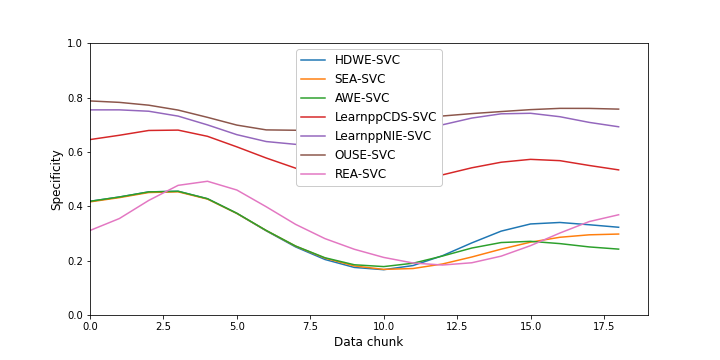 1.0
0.8
0.6
0.4
0.2
0.0
Specificity
HDWE-SVC
SEA-SVC
AWE-SVC
LearnppCDS-SVC
LearnppNIE-SVC
OUSE-SVC
REA-SVC
0.0 2.5 5.0 7.5 10.0 12.5 15.0 17.5
Data chunk